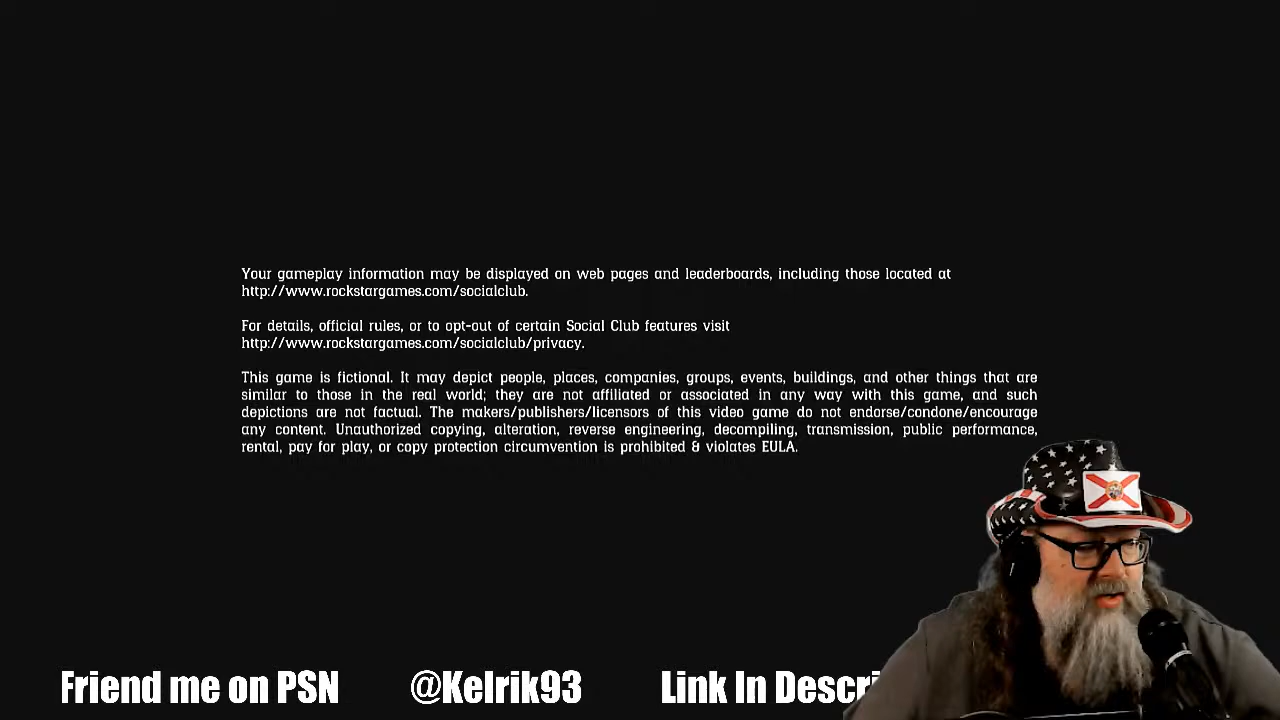 Your gameplay information may be displayed on web pages and leaderboards, including those located at
http://www.rockstargames.com/socialclub.
For details, official rules, or to opt-out of certain Social Club features visit
http://www.rockstargames.com/socialclub/privacy.
This game is fictional. It may depict people, places, companies, groups, events, buildings, and other things that are
similar to those in the real world; they are not affiliated or associated in any way with this game, and such
depictions are not factual. The makers/publishers/licensors of this video game do not endorse/condone/encourage
any content. Unauthorized copying, alteration, reverse engineering, decompiling, transmission, public performance,
rental, pay for play, or copy protection circumvention is prohibited & violates EULA.
Friend me on PSN @Kelrik93 Link In Descri